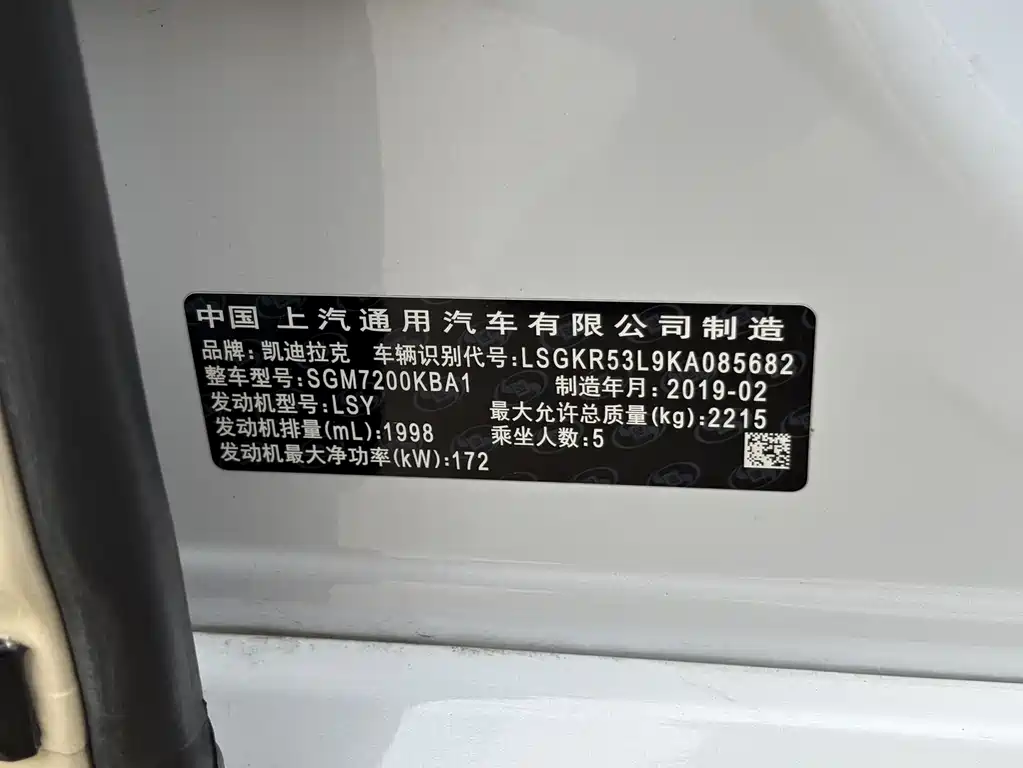 中国 上汽通用汽车有限公司制造
品牌: 凯迪拉克 车辆识别代号:LSGKR53L9KA085682
整车型号:SGM7200KBA1 制造年月: 2019-02
发动机型号:LSY 最大允许总质量(kg):2215
发动机排量(mL):1998 乘坐人数:5
发动机最大净功率(kW):172